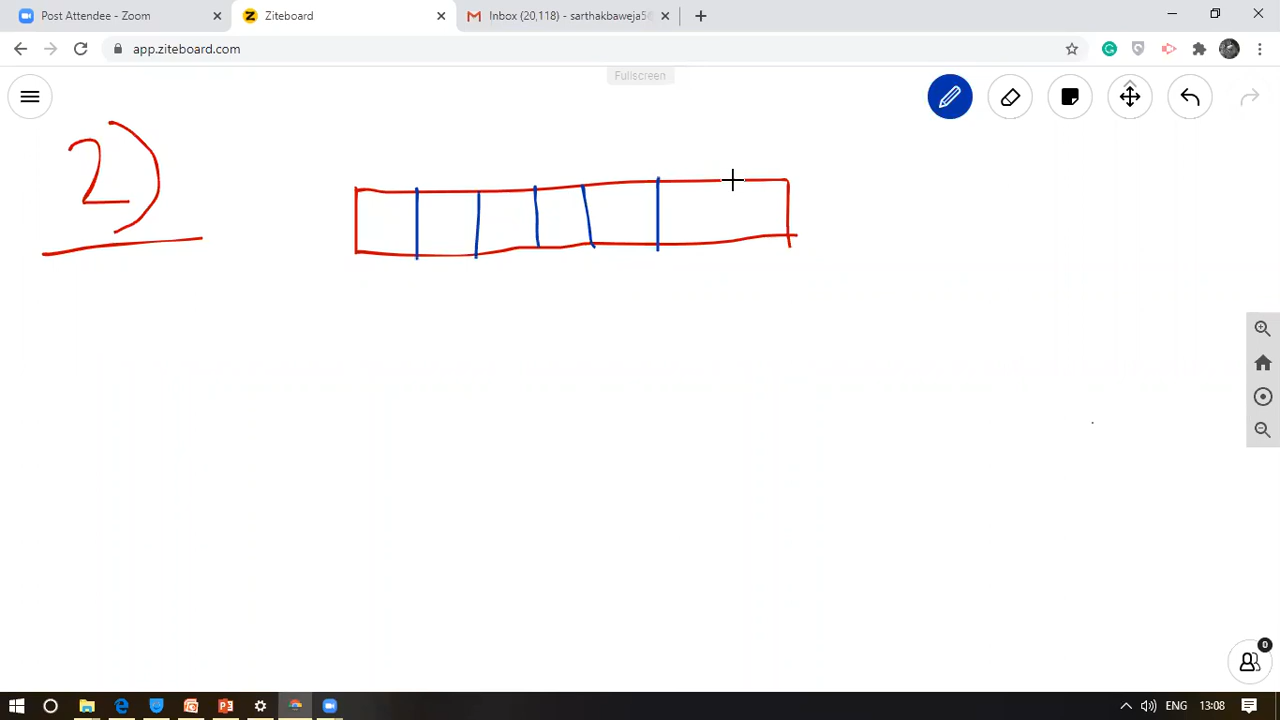 Post Attendee - Zoom
Ziteboard
Inbox (20,118) - sarthakbaweja5
app.ziteboard.com
Fullscreen
2)
0
ENG
13:08